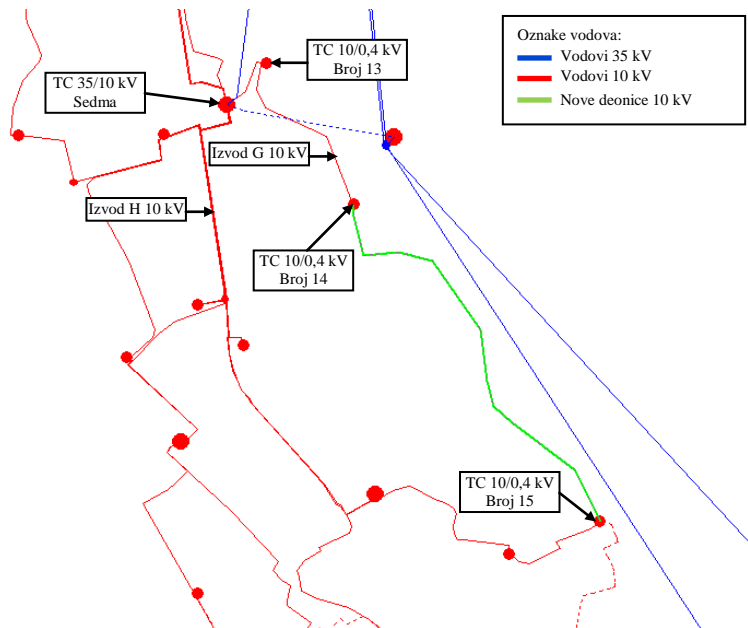 TC 10/0,4 kV
Broj 13
TC 35/10 kV
Sedma
Oznake vodova:
Vodovi 35 kV
Vodovi 10 kV
Nove deonice 10 kV
Izvod G 10 kV
Izvod H 10 kV
TC 10/0,4 kV
Broj 14
TC 10/0,4 kV
Broj 15